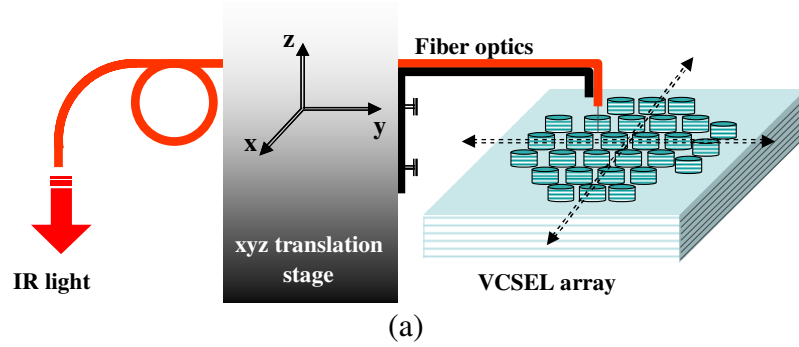 z
Fiber optics
x
y
xyz translation
stage
IR light
VCSEL array
(a)